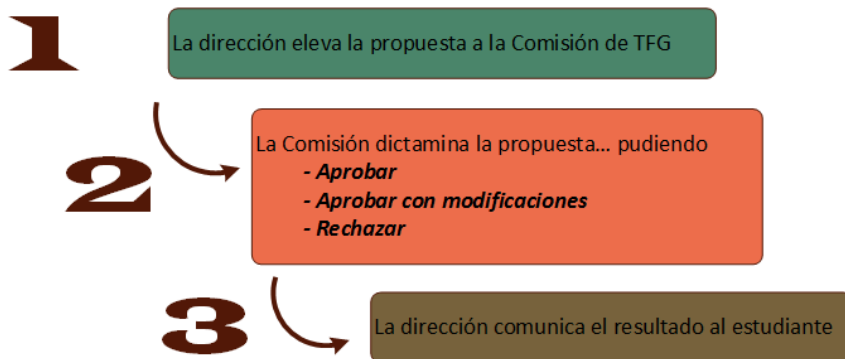 1
La dirección eleva la propuesta a la Comisión de TFG
2
La Comisión dictamina la propuesta... pudiendo
- Aprobar
- Aprobar con modificaciones
- Rechazar
3
La dirección comunica el resultado al estudiante